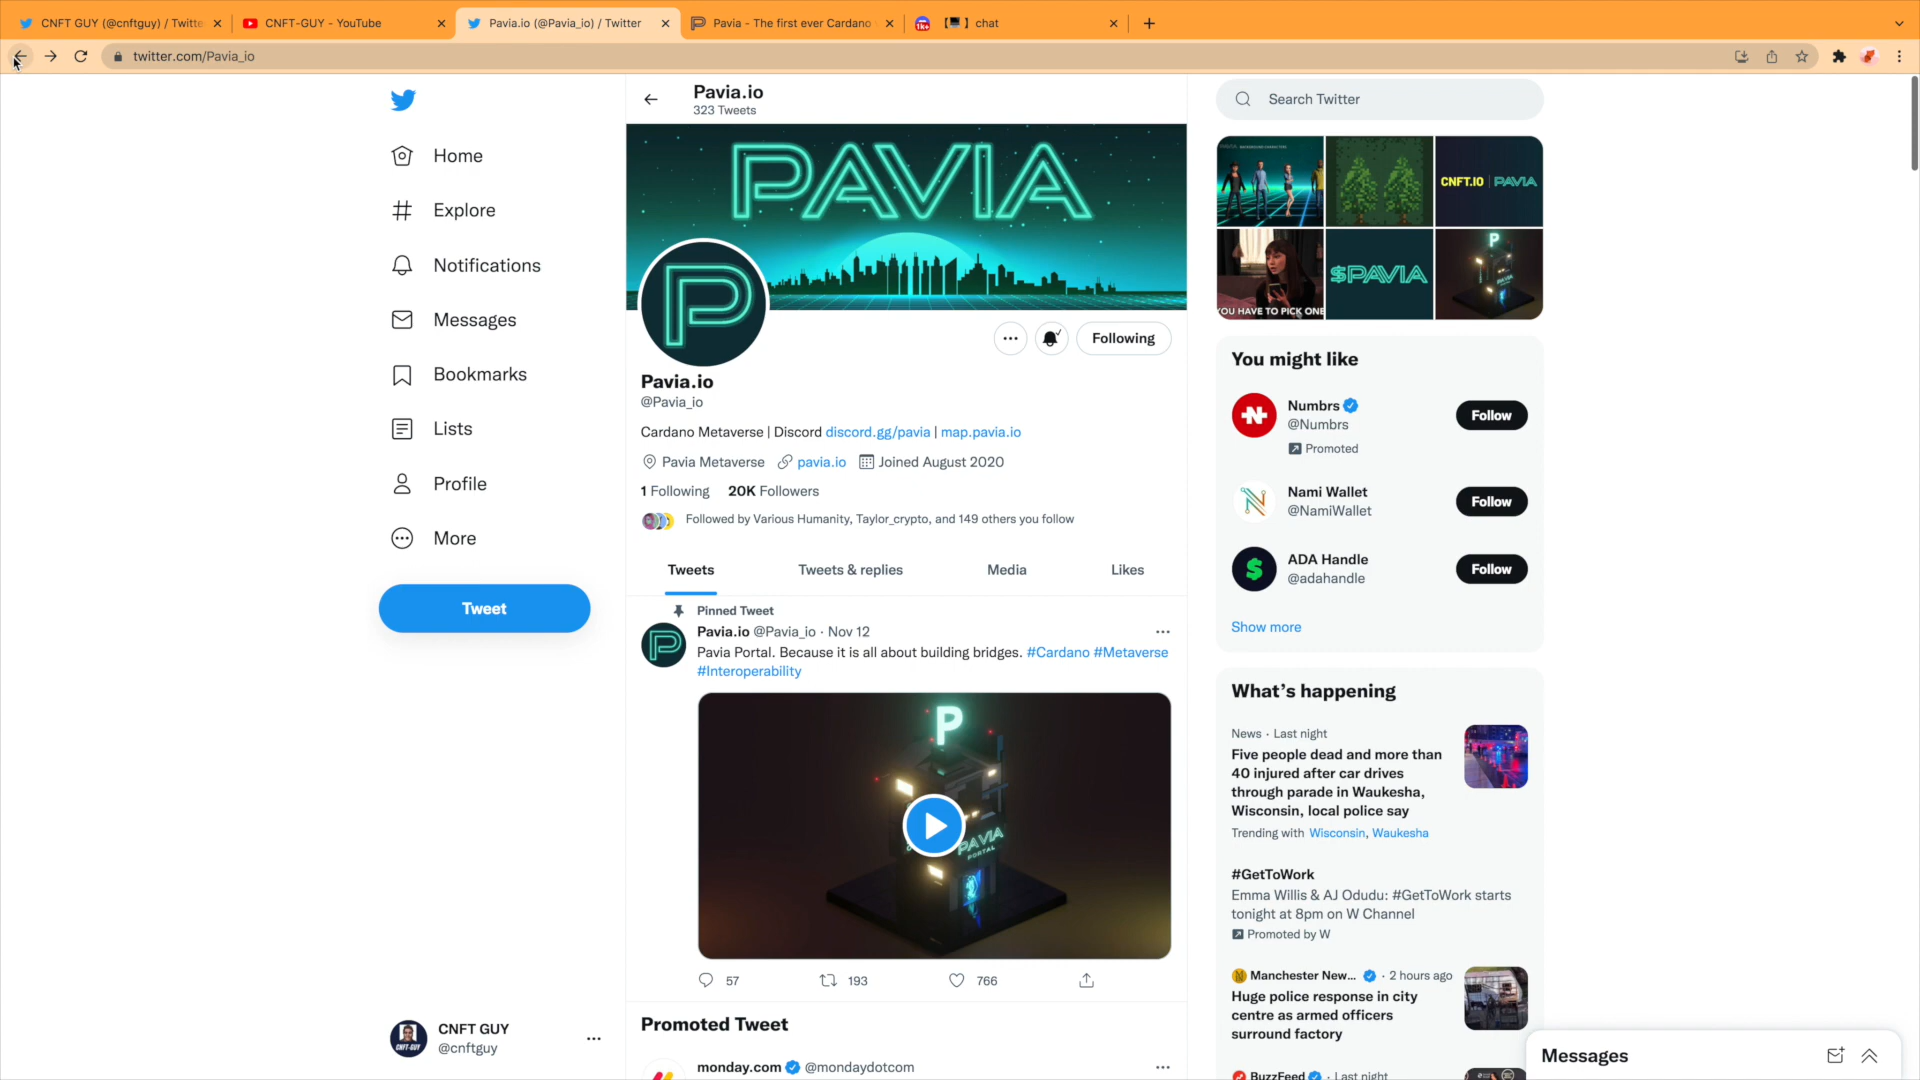 CNFT GUY (@cnftguy) / Twitte
CNFT-GUY - YouTube
Pavia.io (@Pavia_io) / Twitter
Pavia - The first ever Cardano
chat
twitter.com/Pavia_io
Home
Explore
Notifications
Messages
Bookmarks
Lists
Profile
More
Tweet
CNFT GUY
@cnftguy
Pavia.io
323 Tweets
PAVIA
P
Following
Pavia.io
@Pavia_io
Cardano Metaverse | Discord discord.gg/pavia | map.pavia.io
Pavia Metaverse pavia.io Joined August 2020
1 Following 20K Followers
Followed by Various Humanity, Taylor_crypto, and 149 others you follow
Tweets Tweets & replies Media Likes
Pinned Tweet
Pavia.io @Pavia_io · Nov 12
Pavia Portal. Because it is all about building bridges. #Cardano #Metaverse
#Interoperability
P
PAVIA
PORTAL
57 193 766
Promoted Tweet
monday.com @mondaydotcom
Search Twitter
CNFT.IO | PAVIA
YOU HAVE TO PICK ONE
$PAVIA
P
You might like
Numbrs
@Numbrs
Promoted
Follow
Nami Wallet
@NamiWallet
Follow
ADA Handle
@adahandle
Follow
Show more
What's happening
News · Last night
Five people dead and more than
40 injured after car drives
through parade in Waukesha,
Wisconsin, local police say
Trending with Wisconsin, Waukesha
#GetToWork
Emma Willis & AJ Odudu: #GetToWork starts
tonight at 8pm on W Channel
Promoted by W
Manchester New... · 2 hours ago
Huge police response in city
centre as armed officers
surround factory
BuzzFeed · Last night
Messages